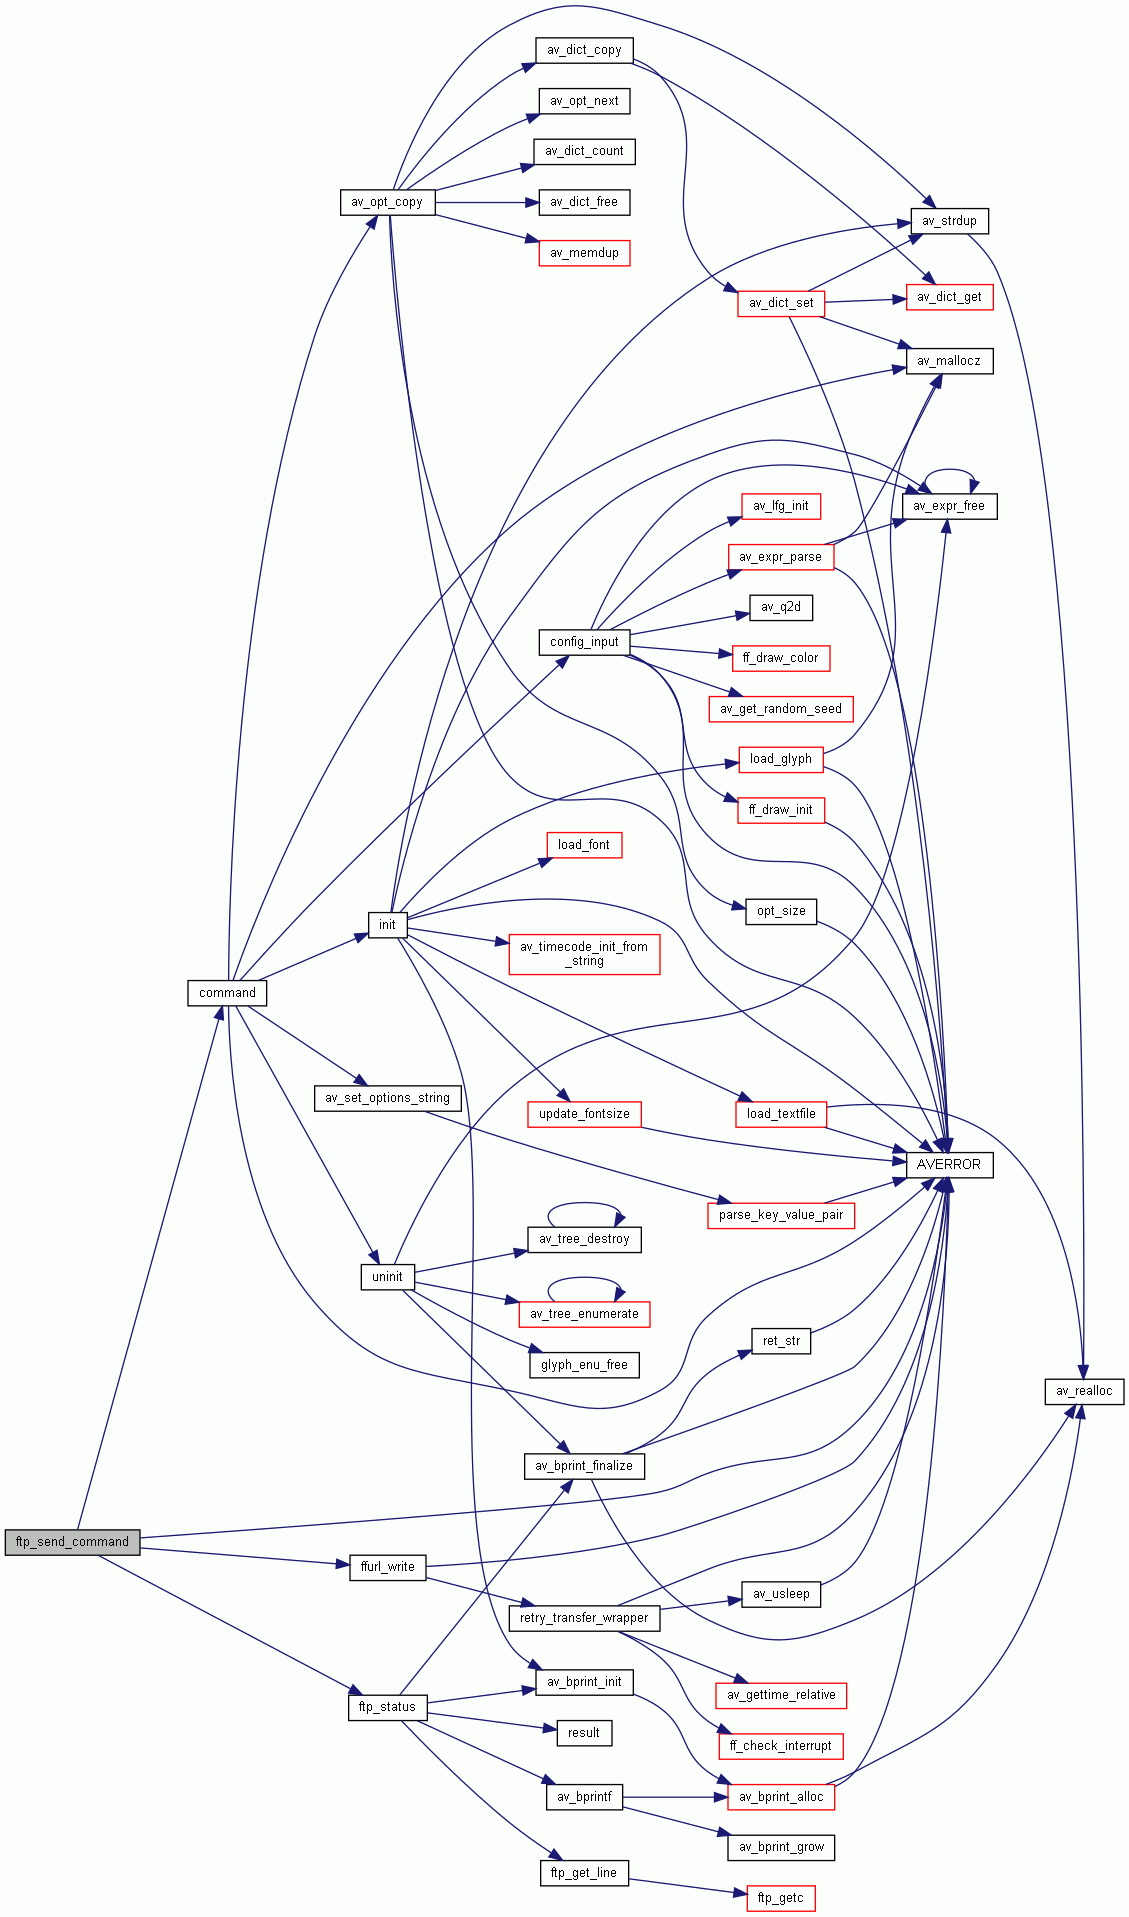 av_dict_copy
av_opt_next
av_dict_count
av_opt_copy
av_dict_free
av_strdup
av_memdup
av_dict_set
av_dict_get
av_mallocz
av_lfg_init
av_expr_free
av_expr_parse
av_q2d
config_input
ff_draw_color
av_get_random_seed
load_glyph
ff_draw_init
load_font
opt_size
init
av_timecode_init_from
_string
command
av_set_options_string
update_fontsize
load_textfile
AVERROR
parse_key_value_pair
av_tree_destroy
uninit
av_tree_enumerate
ret_str
glyph_enu_free
av_realloc
av_bprint_finalize
ftp_send_command
ffurl_write
av_usleep
retry_transfer_wrapper
av_bprint_init
av_gettime_relative
ftp_status
result
ff_check_interrupt
av_bprintf
av_bprint_alloc
av_bprint_grow
ftp_get_line
ftp_getc